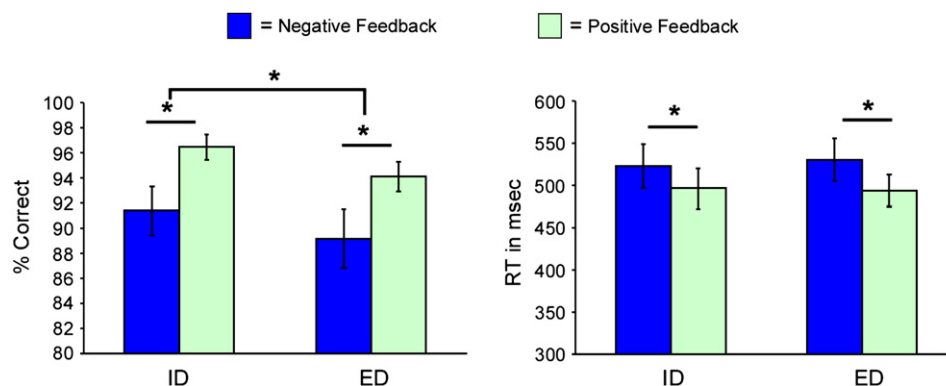 = Negative Feedback
= Positive Feedback
*
*
*
% Correct
100
98
96
94
92
90
88
86
84
82
80
ID
ED
*
*
RT in msec
600
550
500
450
400
350
300
ID
ED